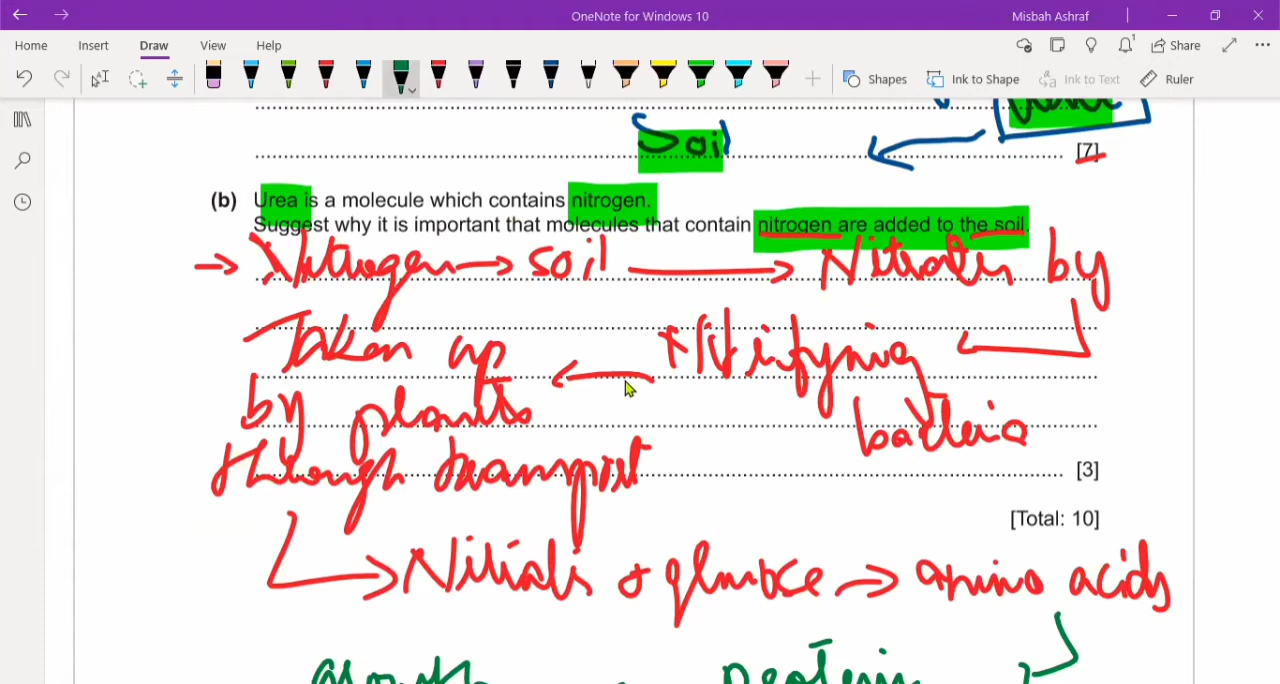 OneNote for Windows 10
Misbah Ashraf
Home Insert Draw View Help
1 Share
Shapes Ink to Shape Ink to Text Ruler
Soil
[7]
(b) Urea is a molecule which contains nitrogen.
Suggest why it is important that molecules that contain nitrogen are added to the soil.
→ Nitrogen → soil → Nitrates by
Taken up Nitrifying
by plants bacteria
through transport
[3]
[Total: 10]
→ Nitrates + glucose → amino acids
growth protein